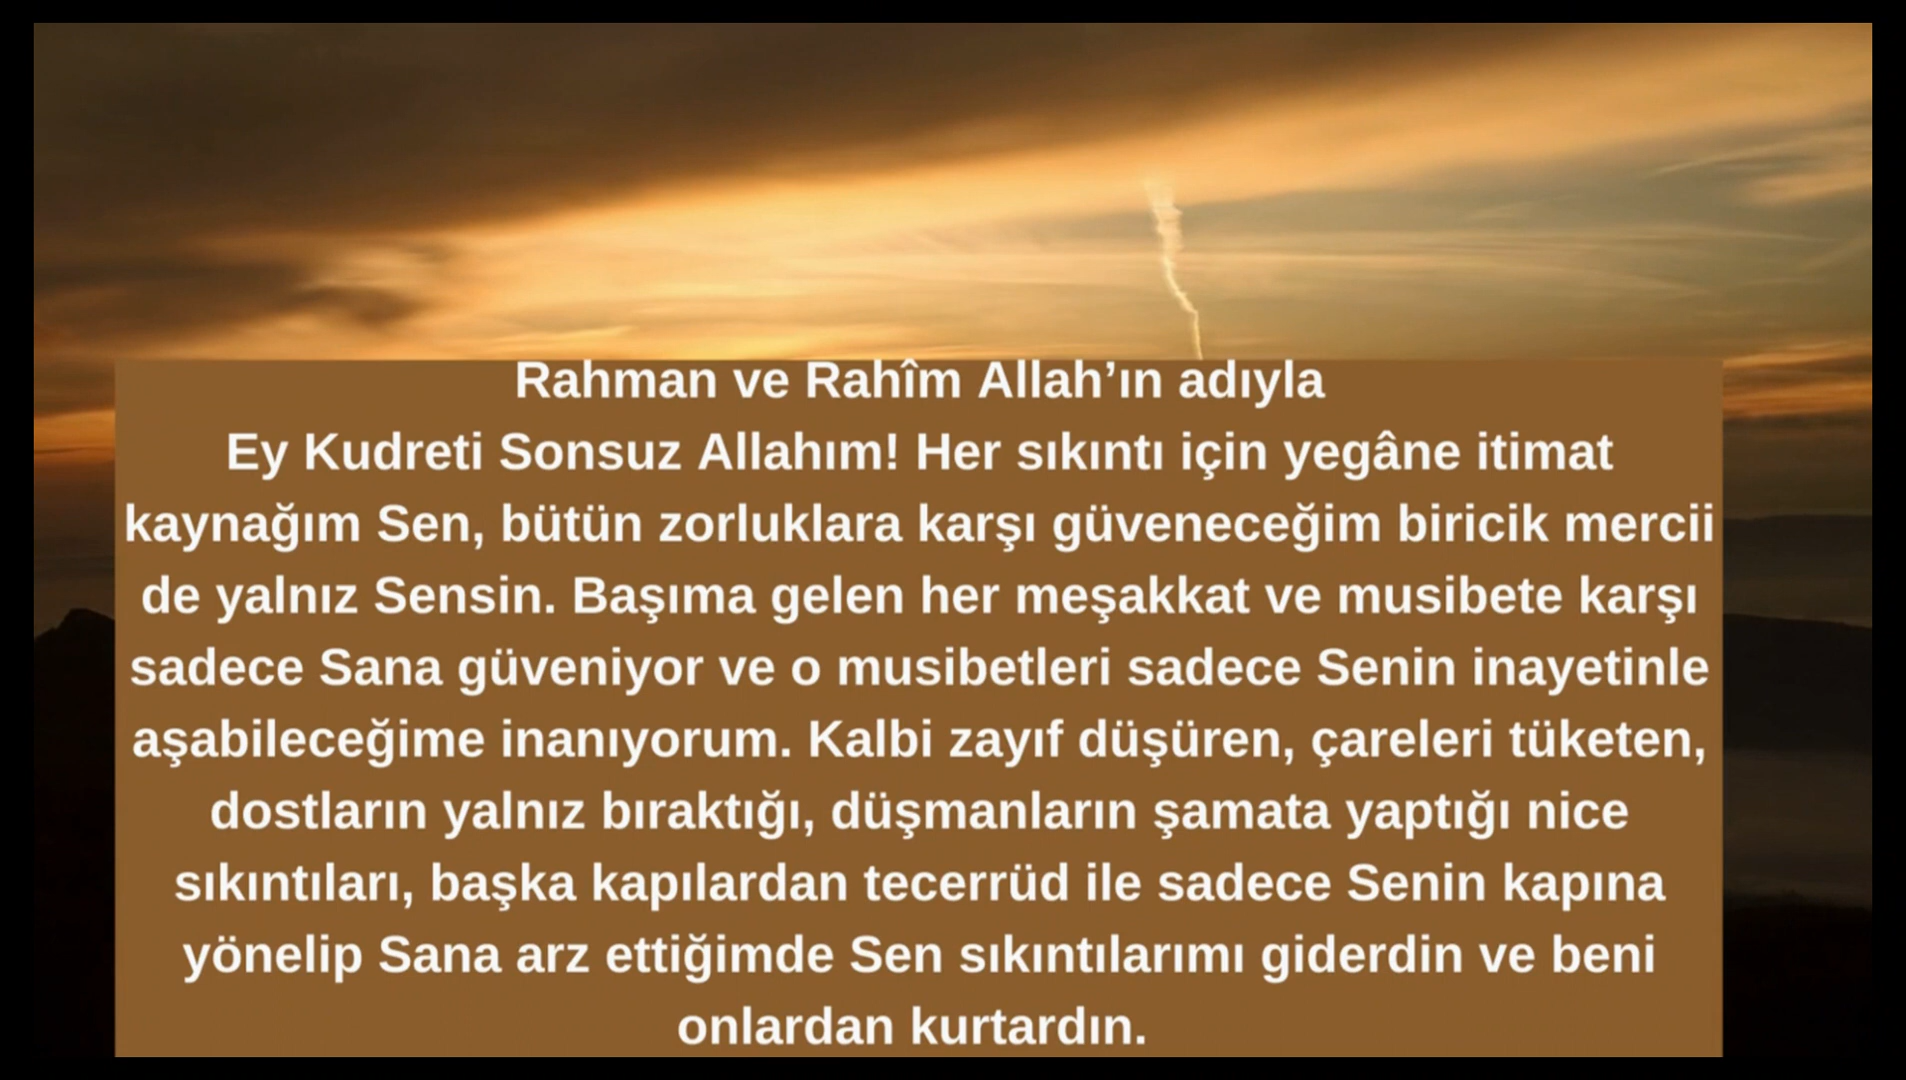 Rahman ve Rahîm Allah’ın adıyla
Ey Kudreti Sonsuz Allahım! Her sıkıntı için yegâne itimat
kaynağım Sen, bütün zorluklara karşı güveneceğim biricik mercii
de yalnız Sensin. Başıma gelen her meşakkat ve musibete karşı
sadece Sana güveniyor ve o musibetleri sadece Senin inayetinle
aşabileceğime inanıyorum. Kalbi zayıf düşüren, çareleri tüketen,
dostların yalnız bıraktığı, düşmanların şamata yaptığı nice
sıkıntıları, başka kapılardan tecerrüd ile sadece Senin kapına
yönelip Sana arz ettiğimde Sen sıkıntılarımı giderdin ve beni
onlardan kurtardın.